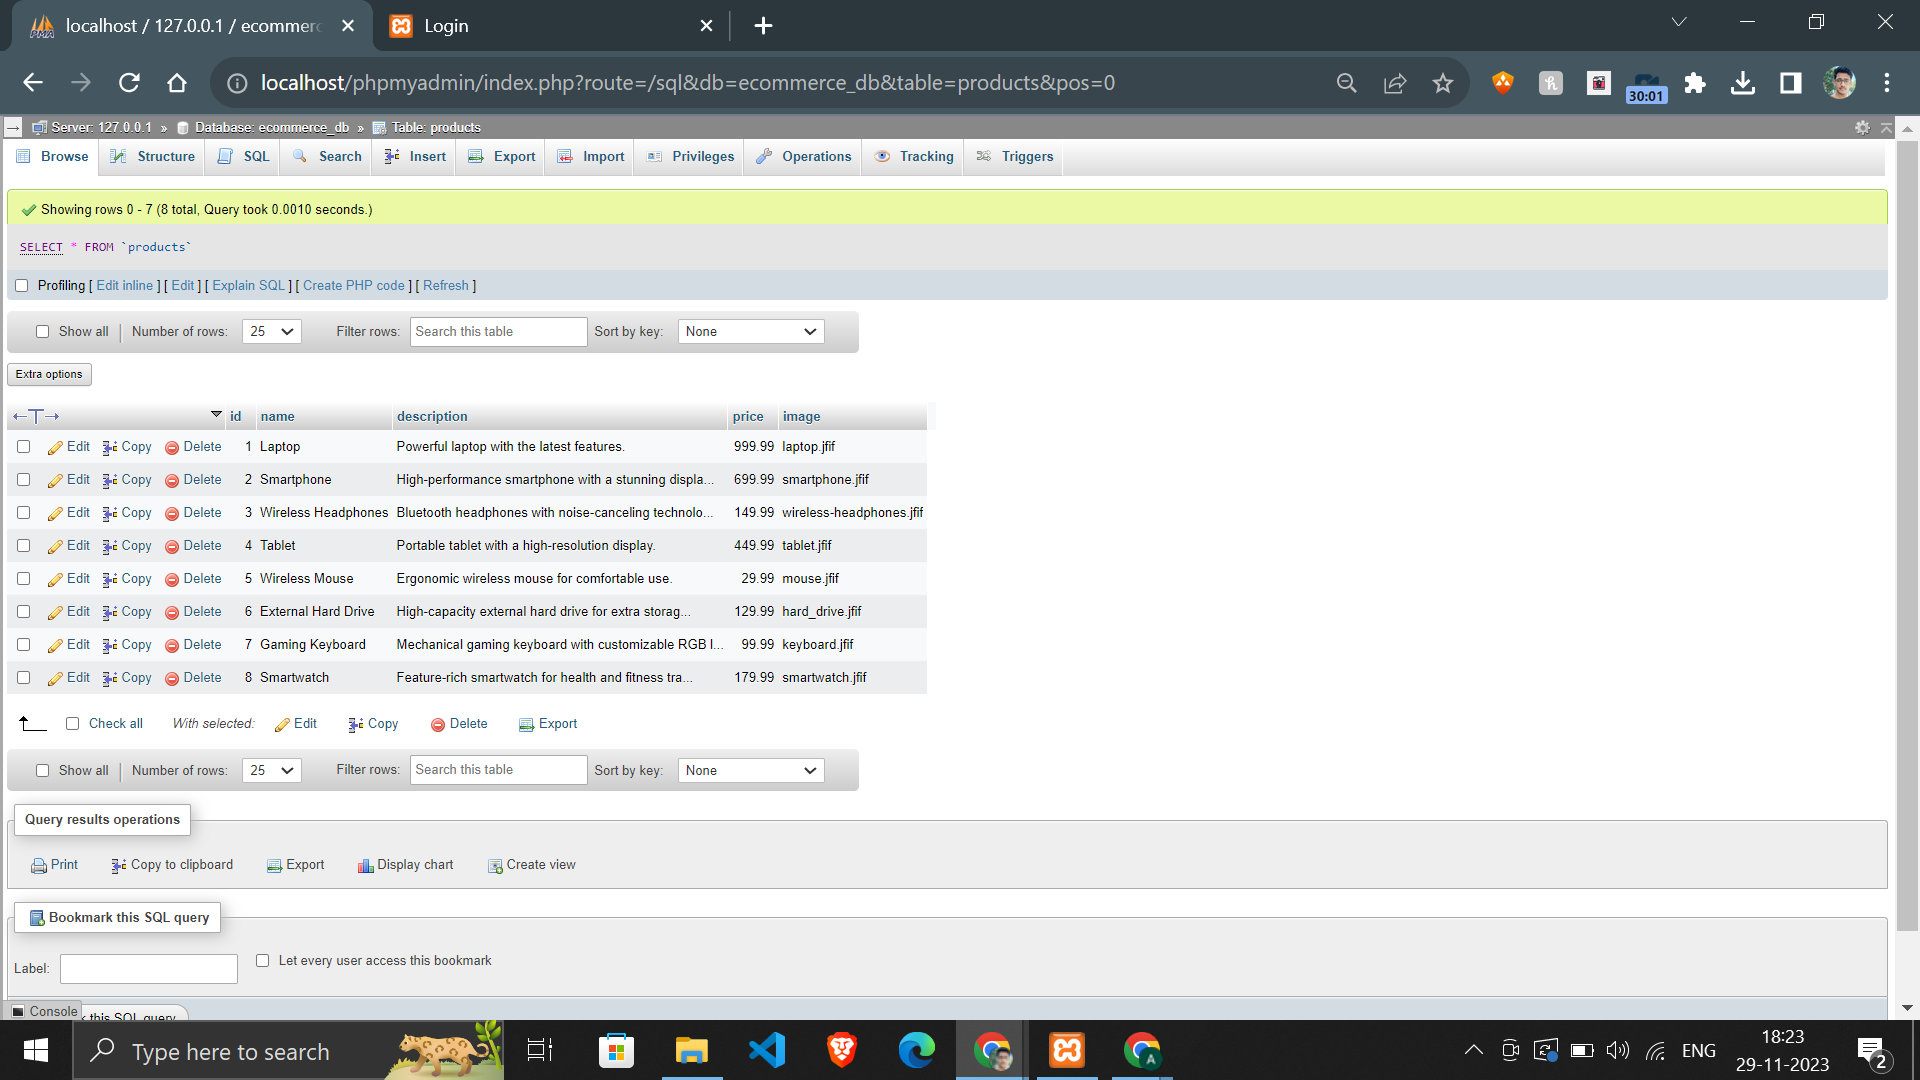 localhost / 127.0.0.1 / ecommerc
Login
localhost/phpmyadmin/index.php?route=/sql&db=ecommerce_db&table=products&pos=0
30:01
Server: 127.0.0.1 » Database: ecommerce_db » Table: products
Browse Structure SQL Search Insert Export Import Privileges Operations Tracking Triggers
Showing rows 0 - 7 (8 total, Query took 0.0010 seconds.)
SELECT * FROM `products`
Profiling [ Edit inline ] [ Edit ] [ Explain SQL ] [ Create PHP code ] [ Refresh ]
Show all Number of rows: 25 Filter rows: Search this table Sort by key: None
Extra options
←T→ id name description price image
Edit Copy Delete 1 Laptop Powerful laptop with the latest features. 999.99 laptop.jfif
Edit Copy Delete 2 Smartphone High-performance smartphone with a stunning displa... 699.99 smartphone.jfif
Edit Copy Delete 3 Wireless Headphones Bluetooth headphones with noise-canceling technolo... 149.99 wireless-headphones.jfif
Edit Copy Delete 4 Tablet Portable tablet with a high-resolution display. 449.99 tablet.jfif
Edit Copy Delete 5 Wireless Mouse Ergonomic wireless mouse for comfortable use. 29.99 mouse.jfif
Edit Copy Delete 6 External Hard Drive High-capacity external hard drive for extra storag... 129.99 hard_drive.jfif
Edit Copy Delete 7 Gaming Keyboard Mechanical gaming keyboard with customizable RGB l... 99.99 keyboard.jfif
Edit Copy Delete 8 Smartwatch Feature-rich smartwatch for health and fitness tra... 179.99 smartwatch.jfif
Check all With selected: Edit Copy Delete Export
Show all Number of rows: 25 Filter rows: Search this table Sort by key: None
Query results operations
Print Copy to clipboard Export Display chart Create view
Bookmark this SQL query
Label: Let every user access this bookmark
Console this SQL query
Type here to search
ENG
18:23
29-11-2023
2